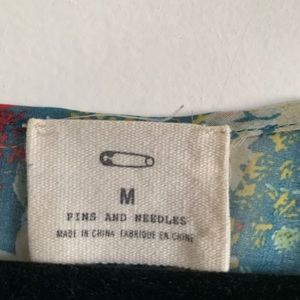 M
PINS AND NEEDLES
MADE IN CHINA FABRIQUE EN CHINE